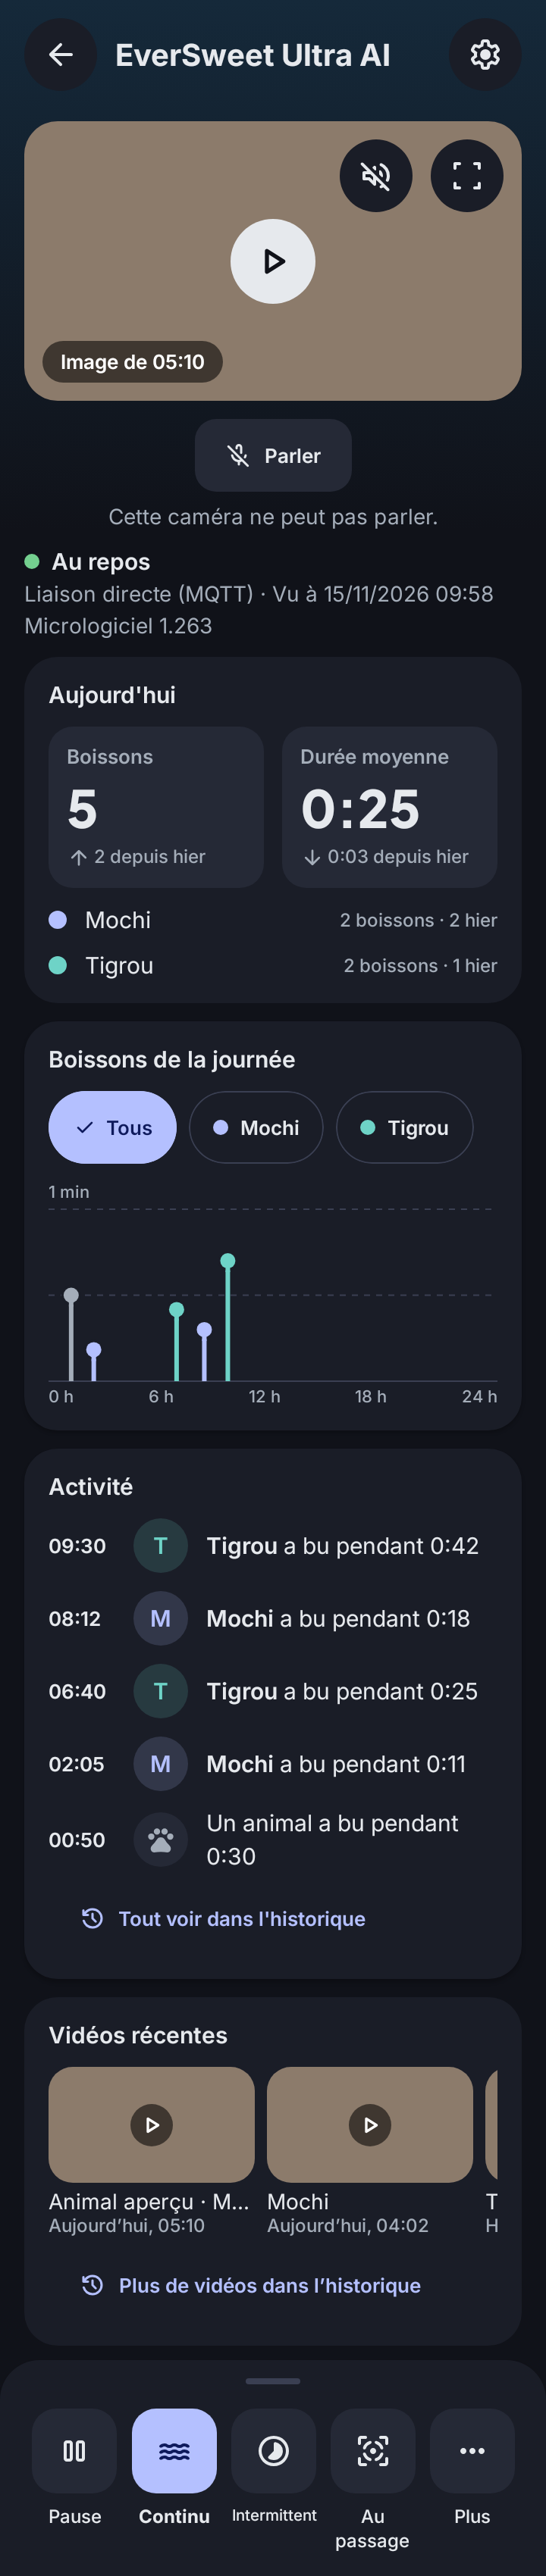 EverSweet Ultra AI
Image de 05:10
Parler
Cette caméra ne peut pas parler.
Au repos
Liaison directe (MQTT) · Vu à 15/11/2026 09:58
Micrologiciel 1.263
Aujourd'hui
Boissons
5
2 depuis hier
Durée moyenne
0:25
0:03 depuis hier
Mochi
2 boissons · 2 hier
Tigrou
2 boissons · 1 hier
Boissons de la journée
Tous
Mochi
Tigrou
1 min
0 h
6 h
12 h
18 h
24 h
Activité
09:30
T
Tigrou a bu pendant 0:42
08:12
M
Mochi a bu pendant 0:18
06:40
T
Tigrou a bu pendant 0:25
02:05
M
Mochi a bu pendant 0:11
00:50
Un animal a bu pendant
0:30
Tout voir dans l'historique
Vidéos récentes
Animal aperçu · M...
Aujourd’hui, 05:10
Mochi
Aujourd’hui, 04:02
T
H
Plus de vidéos dans l’historique
Pause
Continu
Intermittent
Au
passage
Plus